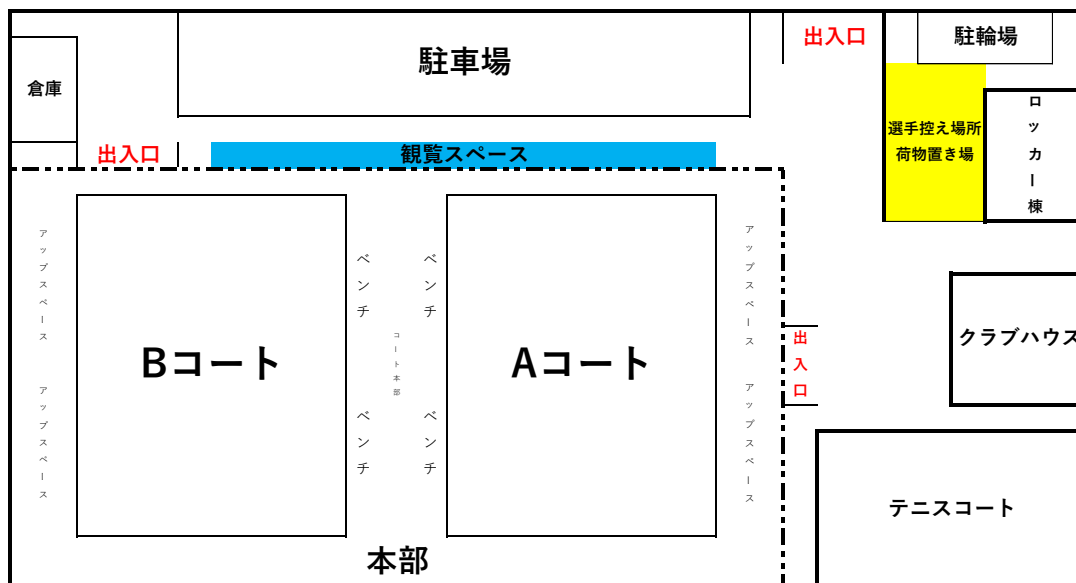 出入口
駐輪場
駐車場
倉庫
選手控え場所
荷物置き場
ロッカー棟
出入口
観覧スペース
アップスペース
ベンチ
ベンチ
アップスペース
クラブハウス
出入口
コート本部
Bコート
Aコート
アップスペース
ベンチ
ベンチ
アップスペース
テニスコート
本部